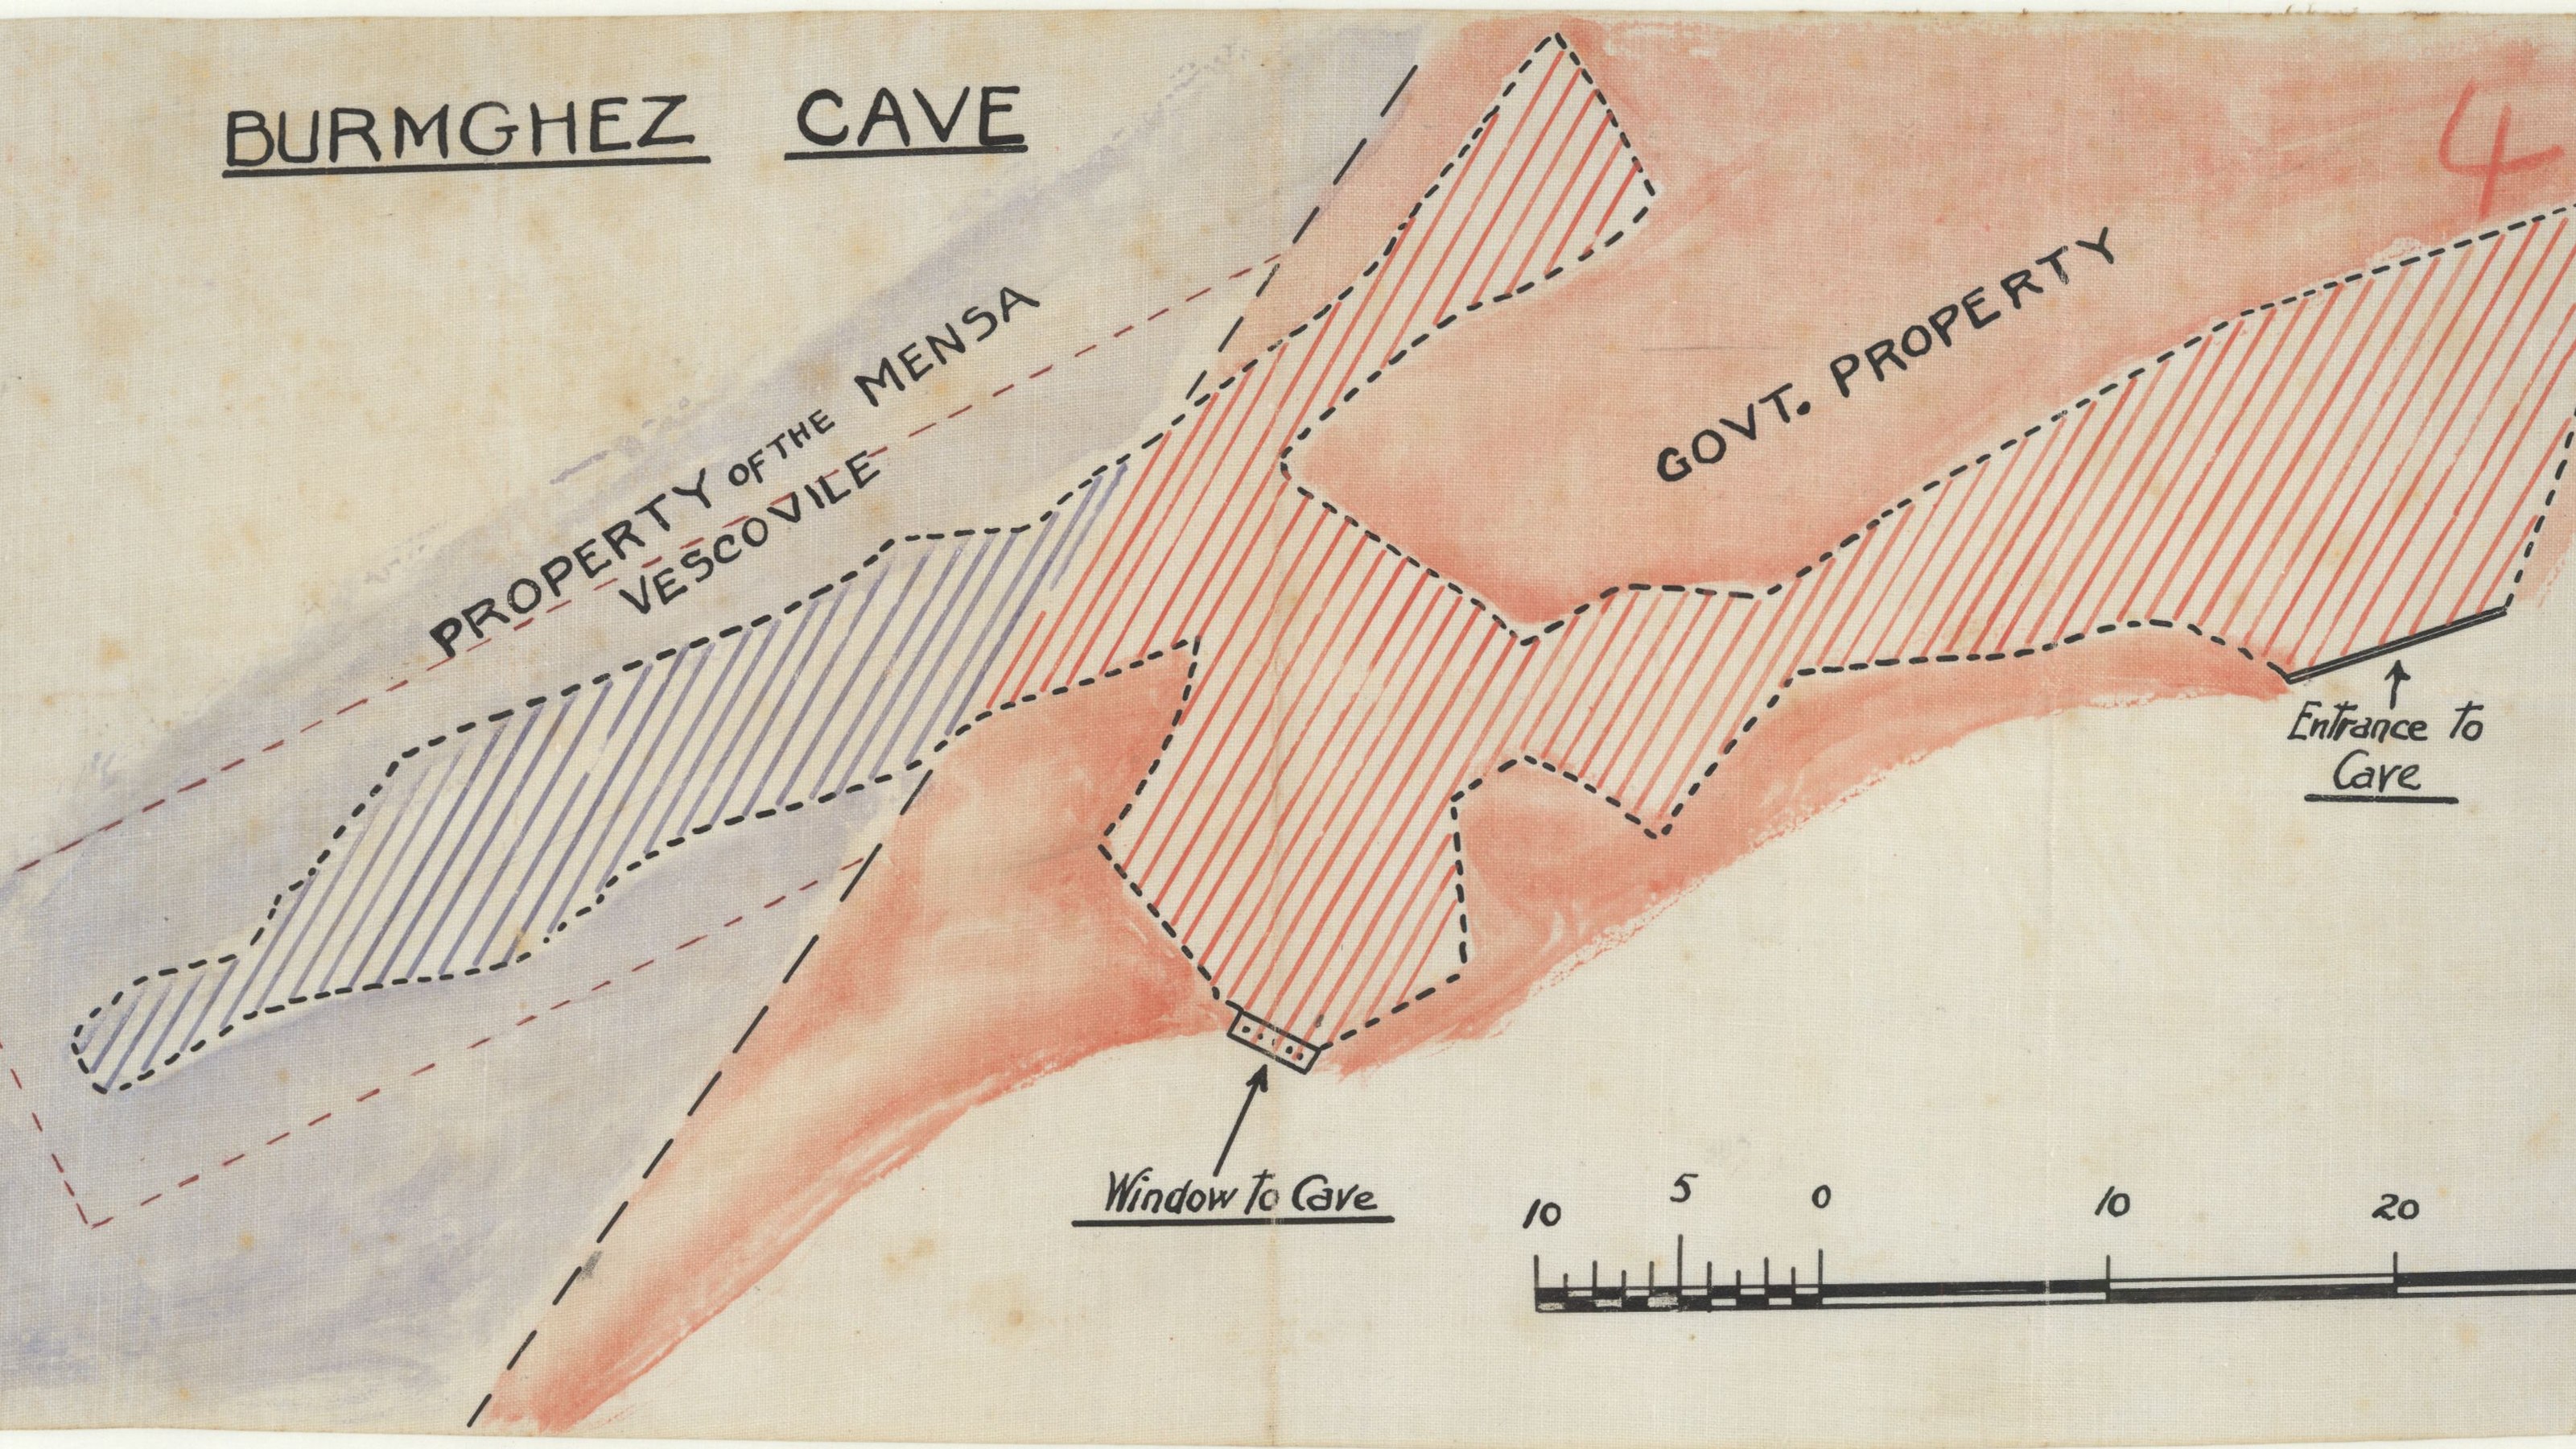 BURMGHEZ CAVE
4
PROPERTY OF THE MENSA
VESCOVILE
GOVT. PROPERTY
Entrance to
Cave
Window to Cave
10 5 0 10 20